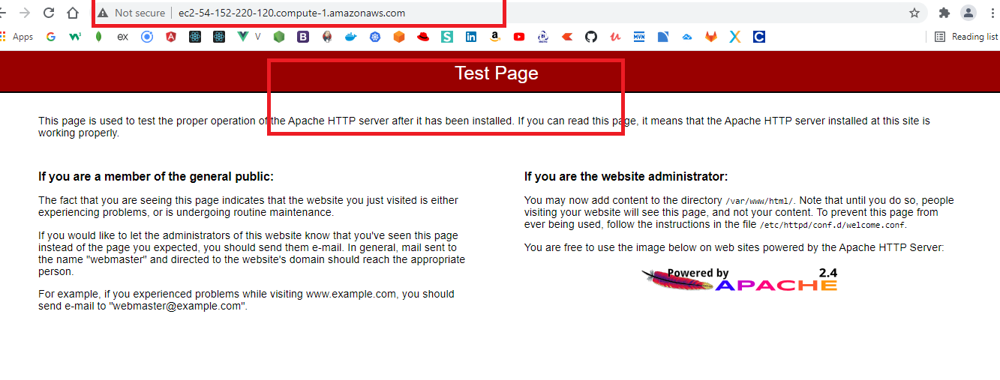 Not secure | ec2-54-152-220-120.compute-1.amazonaws.com
Apps
ex
V
Reading list
Test Page
This page is used to test the proper operation of the Apache HTTP server after it has been installed. If you can read this page, it means that the Apache HTTP server installed at this site is
working properly.
If you are a member of the general public:
The fact that you are seeing this page indicates that the website you just visited is either
experiencing problems, or is undergoing routine maintenance.
If you would like to let the administrators of this website know that you've seen this page
instead of the page you expected, you should send them e-mail. In general, mail sent to
the name "webmaster" and directed to the website's domain should reach the appropriate
person.
For example, if you experienced problems while visiting www.example.com, you should
send e-mail to "webmaster@example.com".
If you are the website administrator:
You may now add content to the directory /var/www/html/. Note that until you do so, people
visiting your website will see this page, and not your content. To prevent this page from
ever being used, follow the instructions in the file /etc/httpd/conf.d/welcome.conf.
You are free to use the image below on web sites powered by the Apache HTTP Server:
Powered by 2.4
APACHE